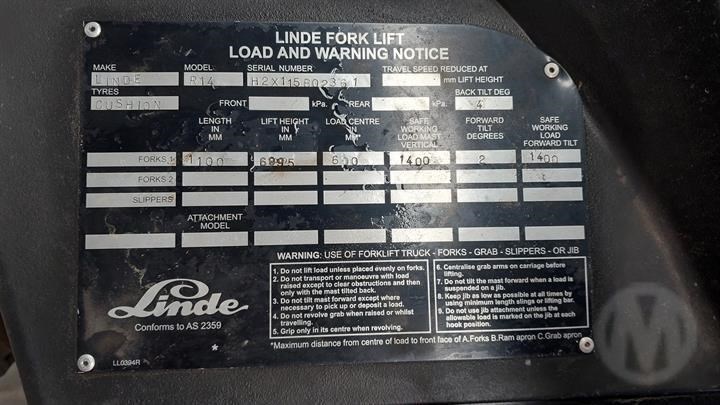 LINDE FORK LIFT
LOAD AND WARNING NOTICE
MAKE MODEL SERIAL NUMBER TRAVEL SPEED REDUCED AT
LINDE R14 H2X115B02361 mm LIFT HEIGHT
TYRES BACK TILT DEG
CUSHION FRONT kPa. REAR kPa. 4
LENGTH IN MM LIFT HEIGHT IN MM LOAD CENTRE IN MM* SAFE WORKING LOAD MAST VERTICAL FORWARD TILT DEGREES SAFE WORKING LOAD FORWARD TILT
FORKS 1 1100 600 1400 2 1400
FORKS 2
SLIPPERS
ATTACHMENT
MODEL
WARNING: USE OF FORKLIFT TRUCK - FORKS - GRAB - SLIPPERS - OR JIB
1. Do not lift load unless placed evenly on forks.
2. Do not transport or manoeuvre with load
raised except to clear obstructions and then
only with the mast tilted back.
3. Do not tilt mast forward except where
necessary to pick up or deposit a load.
4. Do not revolve grab when raised or whilst
travelling.
5. Grip only in its centre when revolving.
6. Centralise grab arms on carriage before
lifting.
7. Do not tilt the mast forward when a load is
suspended on a jib.
8. Keep jib as low as possible at all times by
using minimum length slings or lifting bar.
9. Do not use jib attachment unless the
allowable load is marked on the jib at each
hook position.
Linde
Conforms to AS 2359
*
*Maximum distance from centre of load to front face of A.Forks B.Ram apron C.Grab apron
LL0394R